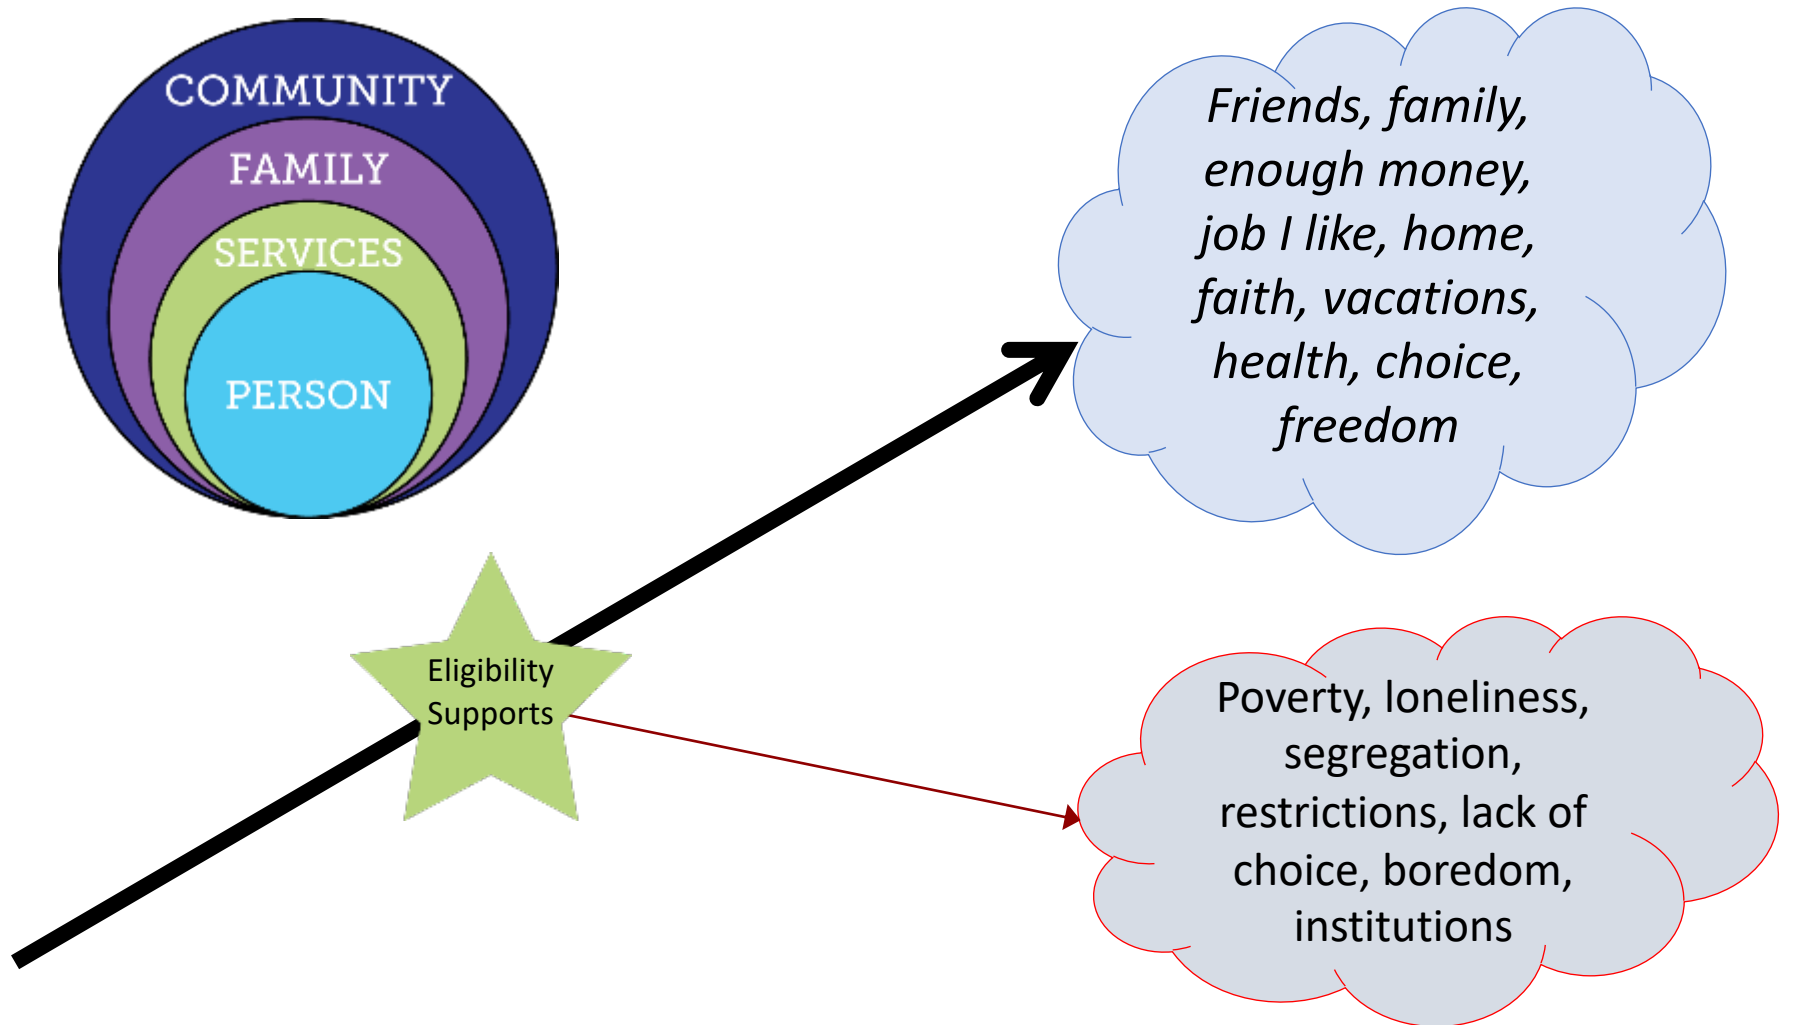 COMMUNITY
FAMILY
SERVICES
PERSON
Friends, family,
enough money,
job I like, home,
faith, vacations,
health, choice,
freedom
Eligibility
Supports
Poverty, loneliness,
segregation,
restrictions, lack of
choice, boredom,
institutions